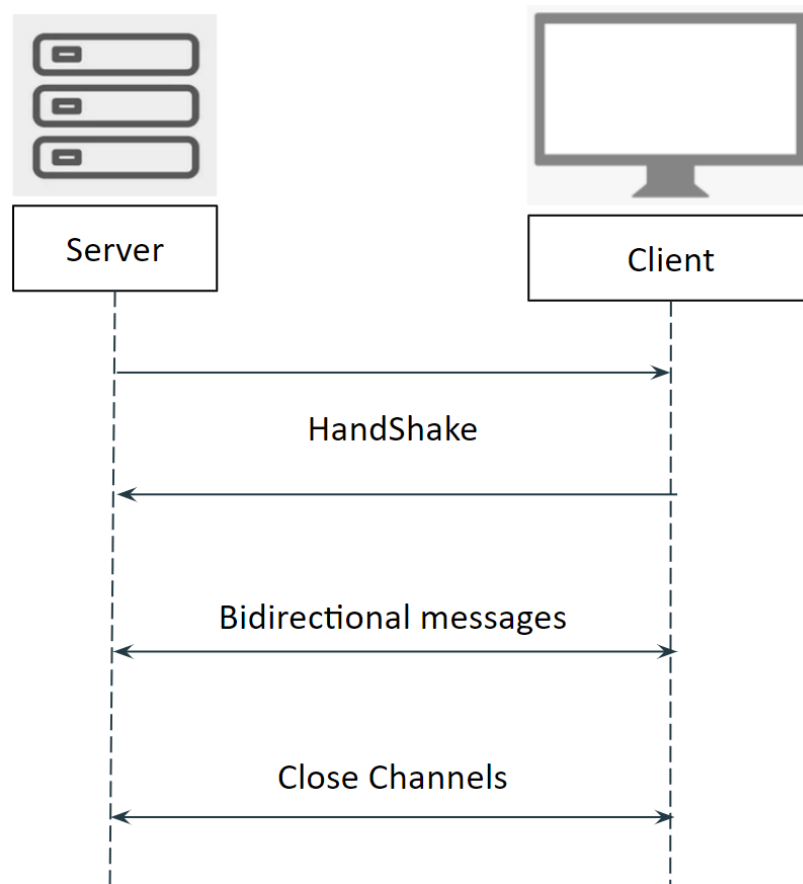 Server
Client
HandShake
Bidirectional messages
Close Channels